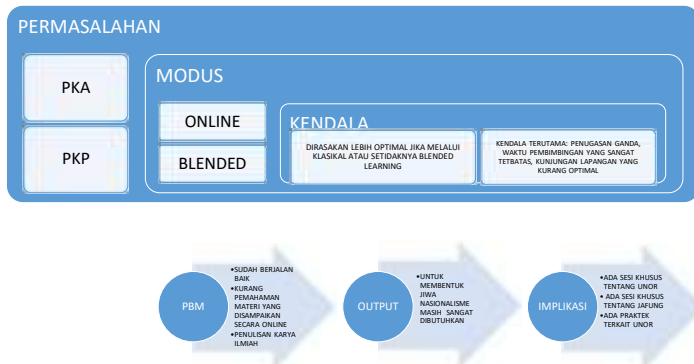 PERMASALAHAN
PKA
PKP
MODUS
ONLINE
BLENDED
KENDALA
DIRASAKAN LEBIH OPTIMAL JIKA MELALUI
KLASIKAL ATAU SETIDAKNYA BLENDED
LEARNING
KENDALA TERUTAMA: PENUGASAN GANDA,
WAKTU PEMBIMBINGAN YANG SANGAT
TETBATAS, KUNJUNGAN LAPANGAN YANG
KURANG OPTIMAL
PBM
•SUDAH BERJALAN
BAIK
•KURANG
PEMAHAMAN
MATERI YANG
DISAMPAIKAN
SECARA ONLINE
•PENULISAN KARYA
ILMIAH
OUTPUT
•UNTUK
MEMBENTUK
JIWA
NASIONALISME
MASIH SANGAT
DIBUTUHKAN
IMPLIKASI
•ADA SESI KHUSUS
TENTANG UNOR
• ADA SESI KHUSUS
TENTANG JAFUNG
•ADA PRAKTEK
TERKAIT UNOR